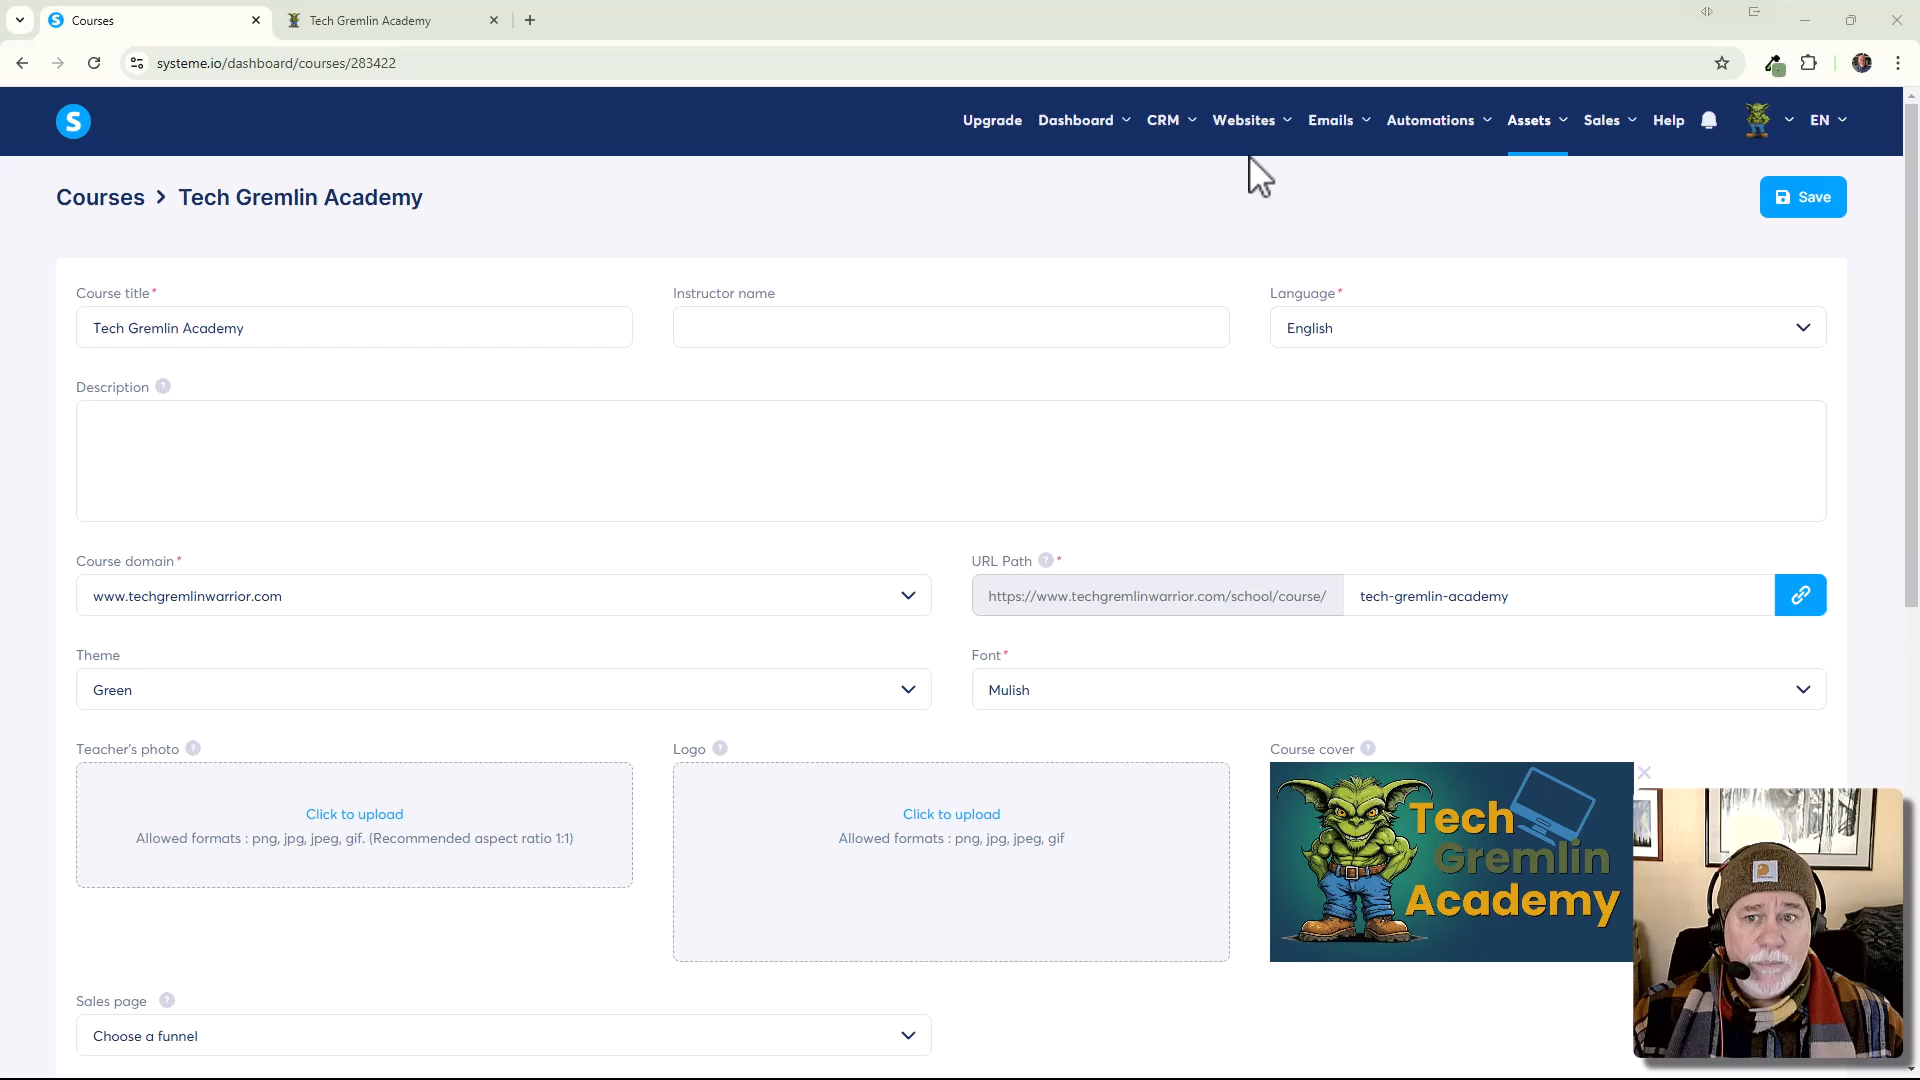 Courses
Tech Gremlin Academy
systeme.io/dashboard/courses/283422
S
Upgrade Dashboard CRM Websites Emails Automations Assets Sales Help EN
Courses > Tech Gremlin Academy
Save
Course title* Instructor name Language*
Tech Gremlin Academy English
Description ?
Course domain* URL Path ? *
www.techgremlinwarrior.com https://www.techgremlinwarrior.com/school/course/ tech-gremlin-academy
Theme Font*
Green Mulish
Teacher's photo ? Logo ? Course cover ?
Click to upload Click to upload
Allowed formats : png, jpg, jpeg, gif. (Recommended aspect ratio 1:1) Allowed formats : png, jpg, jpeg, gif
Tech
Gremlin
Academy
Sales page ?
Choose a funnel